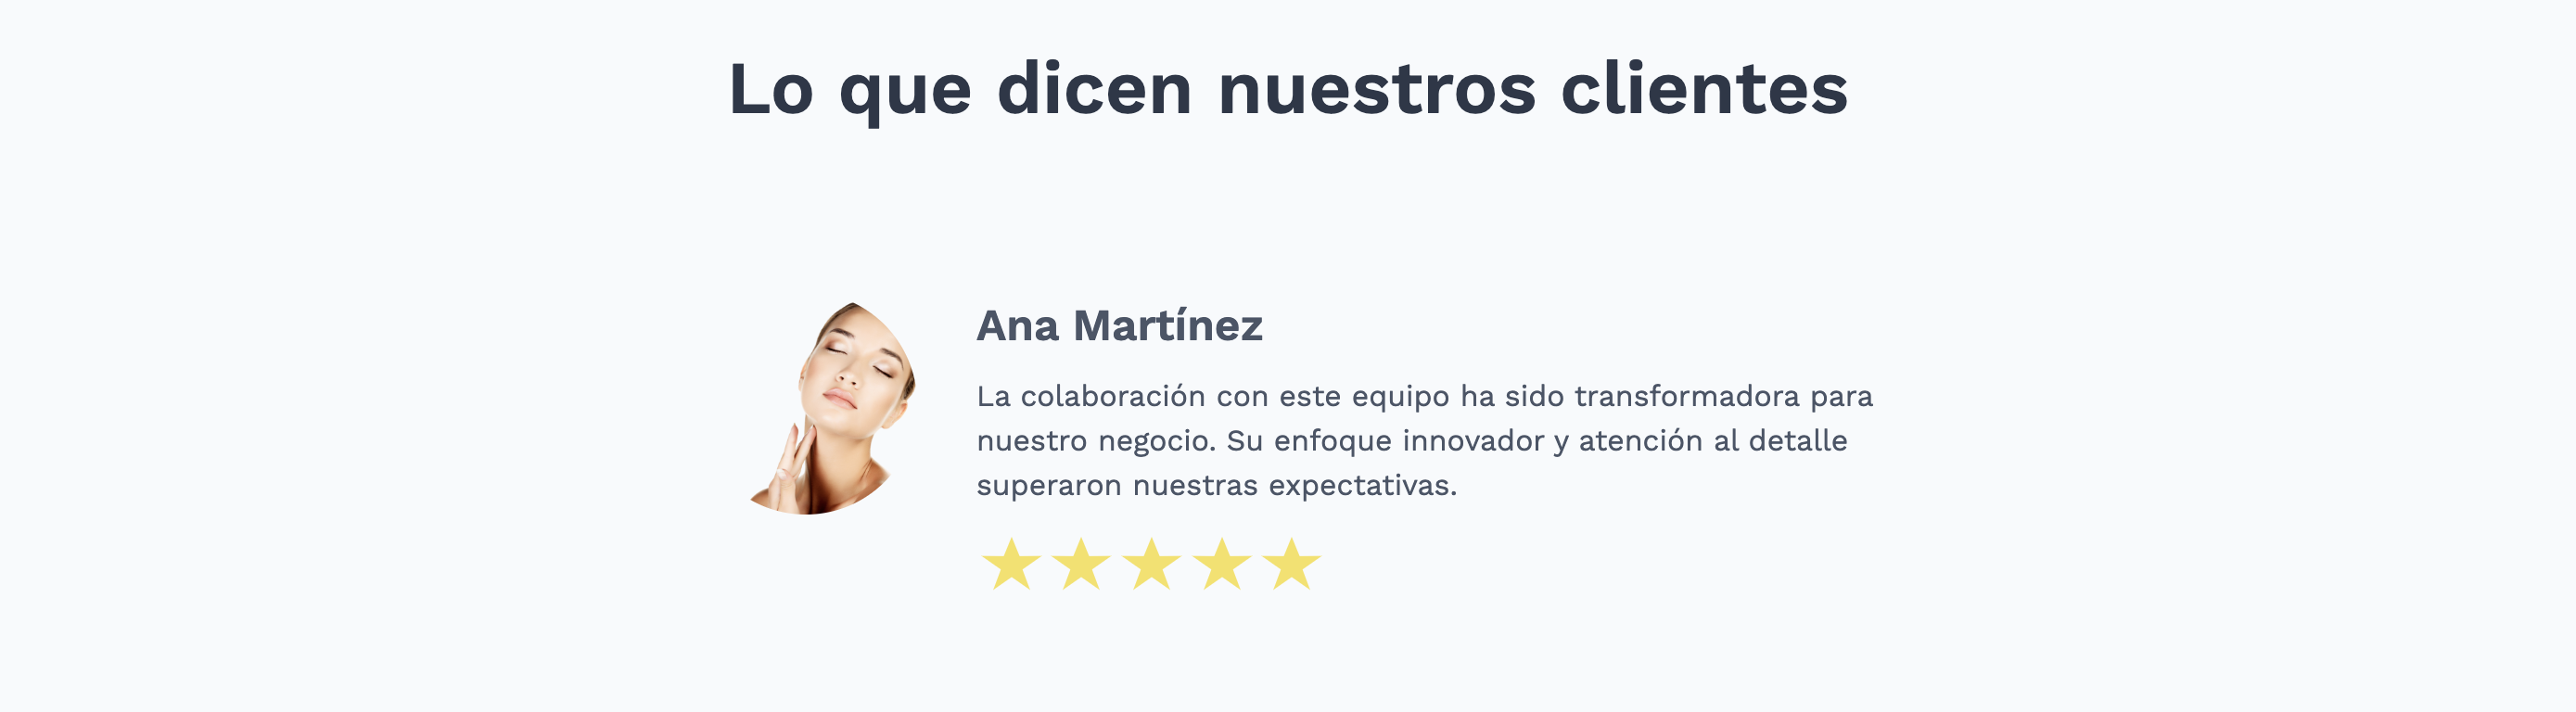 Lo que dicen nuestros clientes
Ana Martínez
La colaboración con este equipo ha sido transformadora para
nuestro negocio. Su enfoque innovador y atención al detalle
superaron nuestras expectativas.